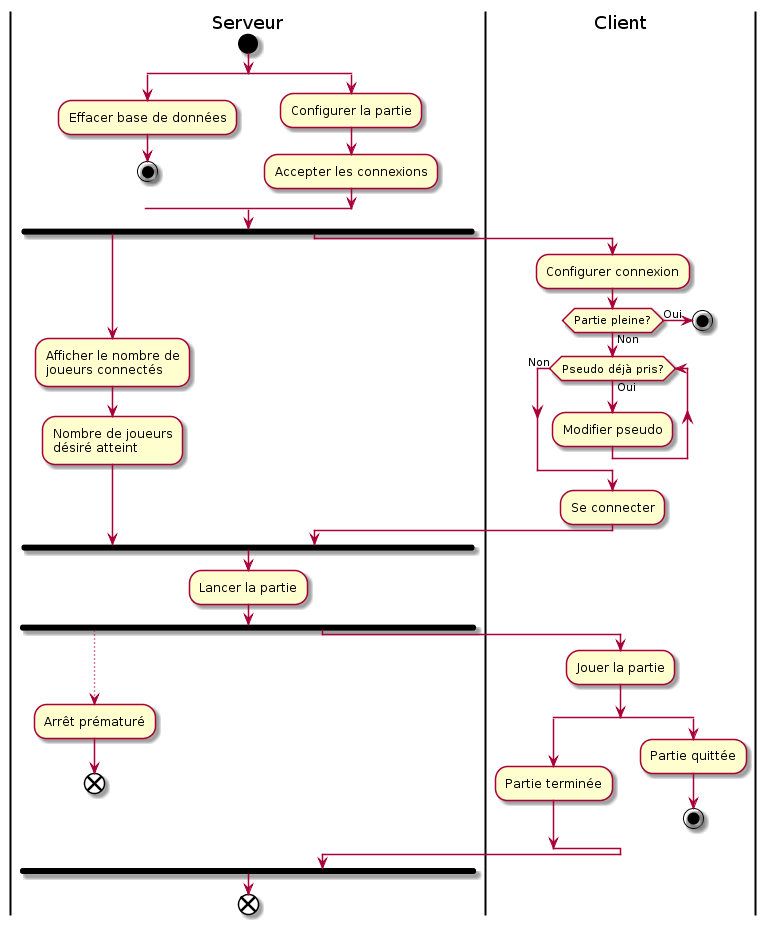 Serveur
Client
Effacer base de données
Configurer la partie
Accepter les connexions
Configurer connexion
Partie pleine?
Oui
Non
Afficher le nombre de
joueurs connectés
Non
Pseudo déjà pris?
Oui
Nombre de joueurs
désiré atteint
Modifier pseudo
Se connecter
Lancer la partie
Jouer la partie
Arrêt prématuré
Partie quittée
Partie terminée